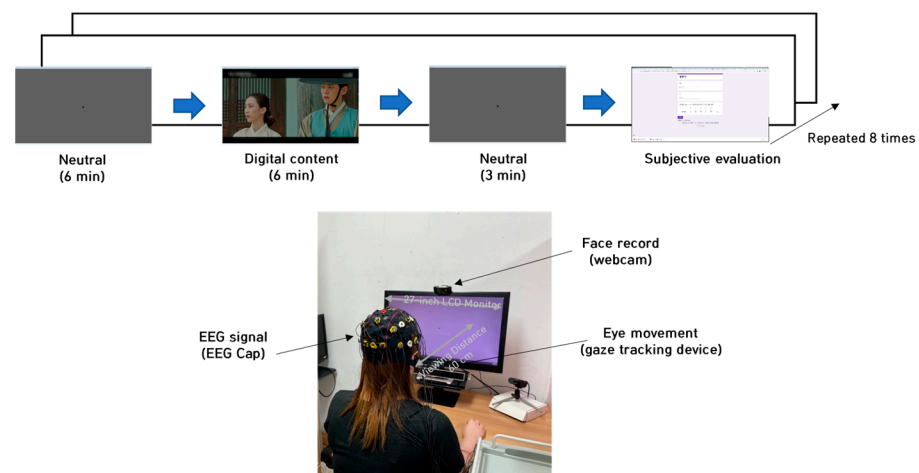 Neutral
(6 min)
Digital content
(6 min)
Neutral
(3 min)
Subjective evaluation
Repeated 8 times
Face record
(webcam)
27-inch LCD Monitor
EEG signal
(EEG Cap)
Viewing Distance
60 cm
Eye movement
(gaze tracking device)